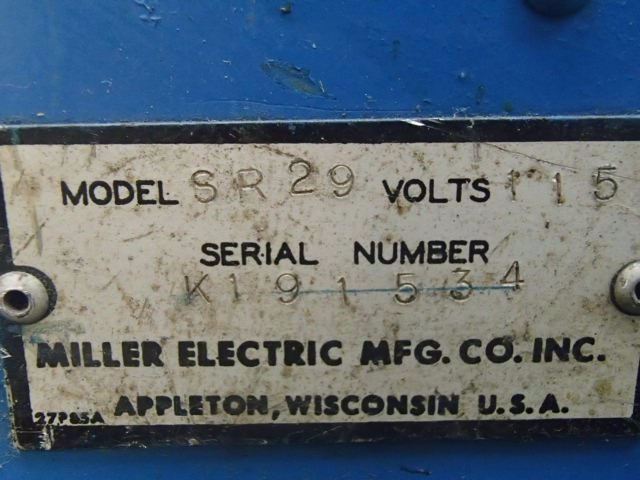 MODEL SR29 VOLTS 115
SERIAL NUMBER
K191534
MILLER ELECTRIC MFG. CO. INC.
27P85A APPLETON, WISCONSIN U.S.A.